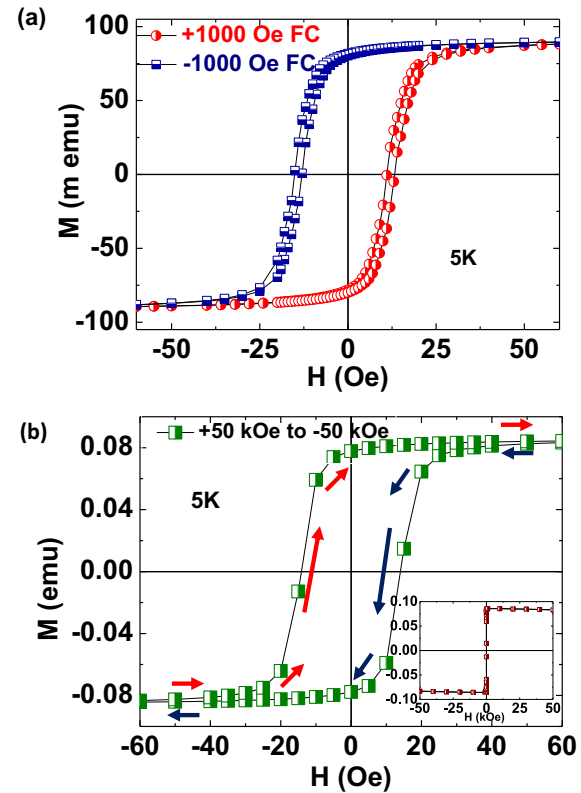 (a)
+1000 Oe FC
-1000 Oe FC
100
50
0
-50
-100
M (m emu)
5K
-50 -25 0 25 50
H (Oe)
(b)
+50 kOe to -50 kOe
0.08
0.04
0.00
-0.04
-0.08
M (emu)
5K
0.10
0.05
0.00
-0.05
-0.10
-50 -25 0 25 50
H (kOe)
-60 -40 -20 0 20 40 60
H (Oe)